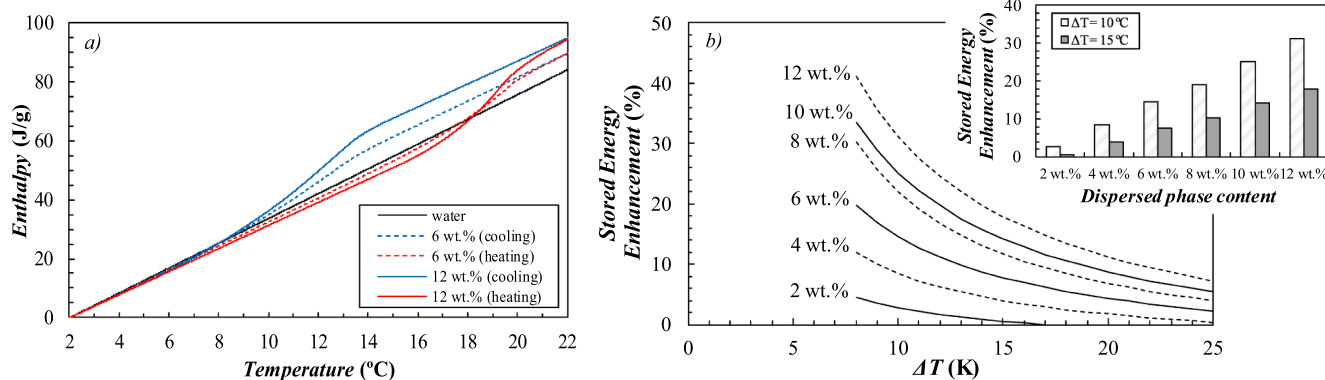 a)
Enthalpy (J/g)
100
80
60
40
20
0
2 4 6 8 10 12 14 16 18 20 22
Temperature (ºC)
water
6 wt.% (cooling)
6 wt.% (heating)
12 wt.% (cooling)
12 wt.% (heating)
b)
Stored Energy
Enhancement (%)
50
40
30
20
10
0
0 5 10 15 20 25
ΔT (K)
12 wt.%
10 wt.%
8 wt.%
6 wt.%
4 wt.%
2 wt.%
Stored Energy
Enhancement (%)
40
30
20
10
0
ΔT= 10ºC
ΔT= 15ºC
2 wt.% 4 wt.% 6 wt.% 8 wt.% 10 wt.% 12 wt.%
Dispersed phase content